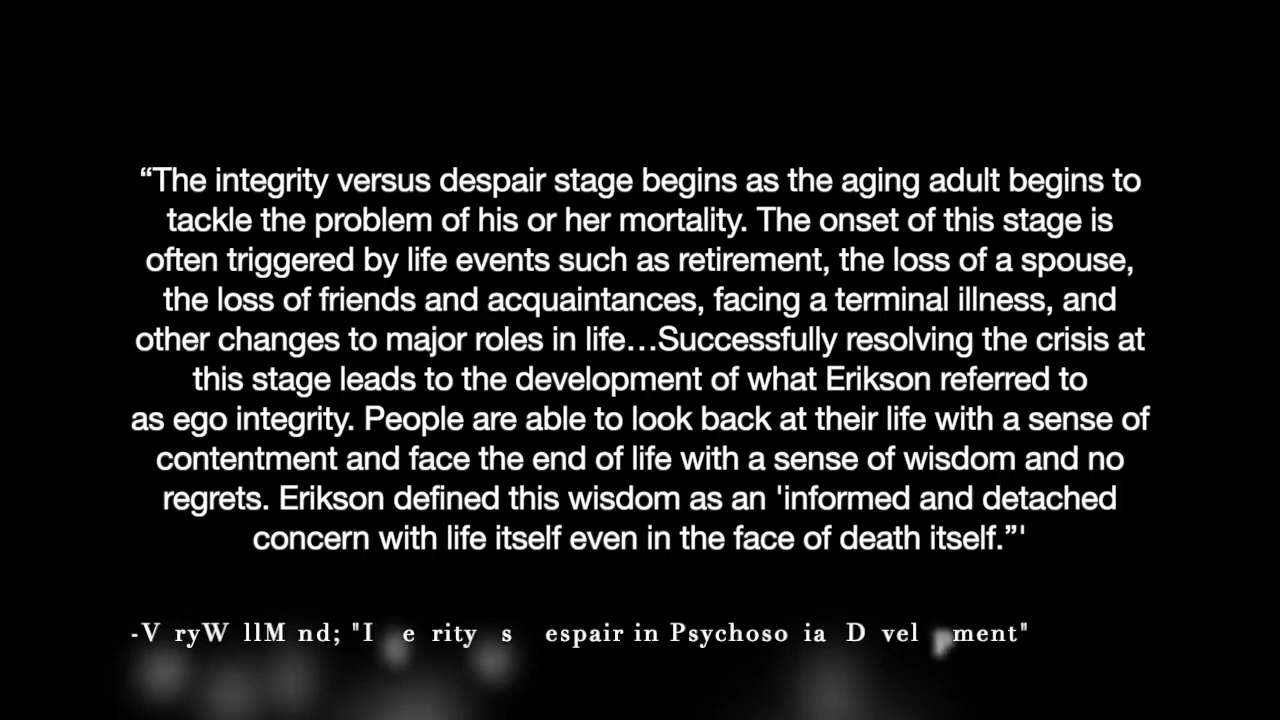 “The integrity versus despair stage begins as the aging adult begins to
tackle the problem of his or her mortality. The onset of this stage is
often triggered by life events such as retirement, the loss of a spouse,
the loss of friends and acquaintances, facing a terminal illness, and
other changes to major roles in life…Successfully resolving the crisis at
this stage leads to the development of what Erikson referred to
as ego integrity. People are able to look back at their life with a sense of
contentment and face the end of life with a sense of wisdom and no
regrets. Erikson defined this wisdom as an 'informed and detached
concern with life itself even in the face of death itself.”'
in